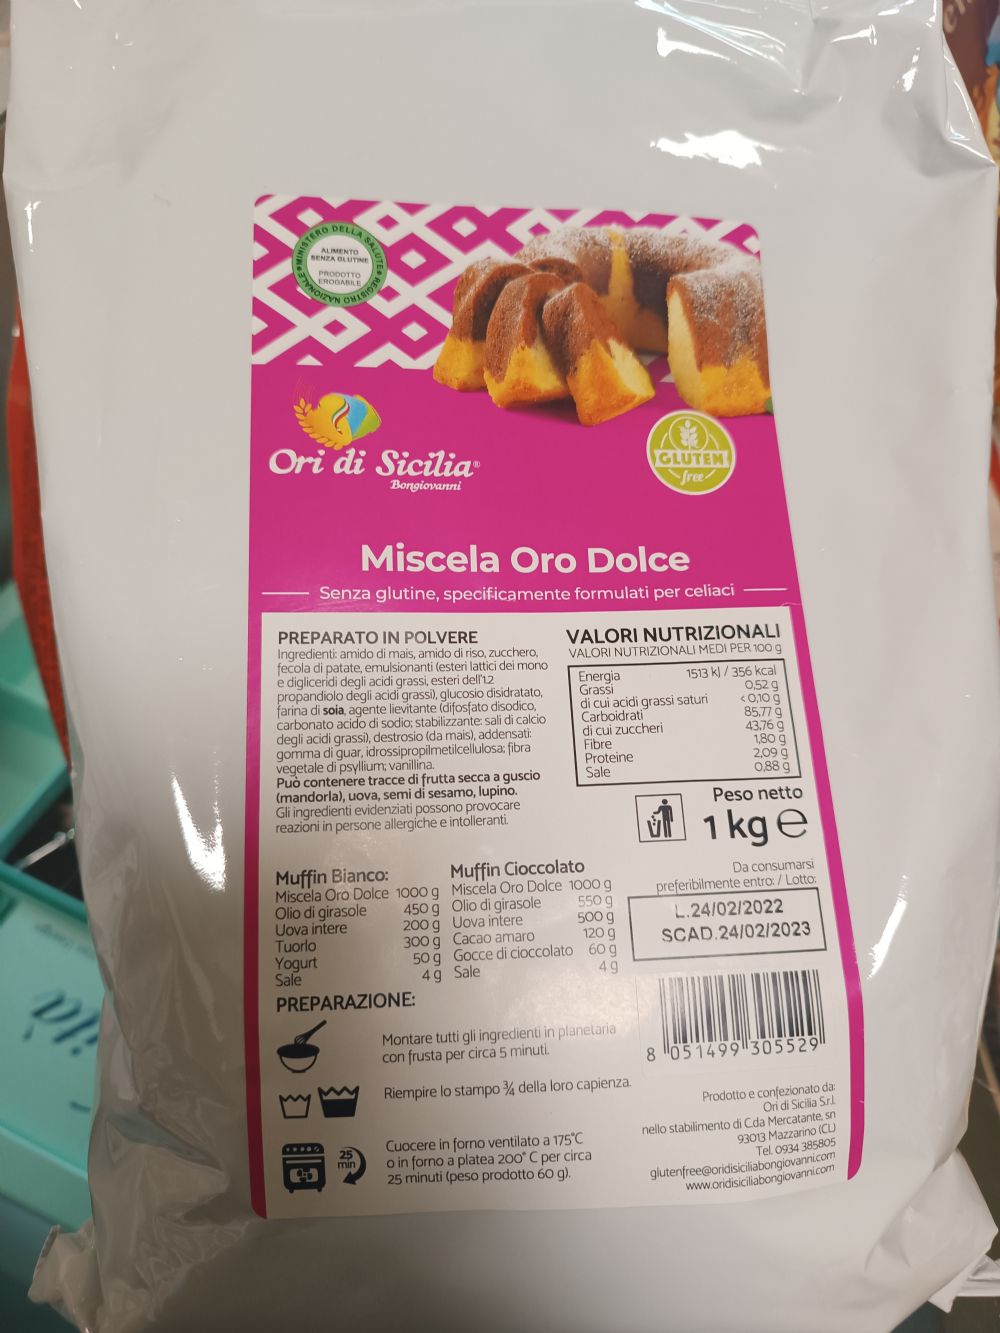 MINISTERO DELLA SALUTE
REGISTRO NAZIONALE
ALIMENTO
SENZA GLUTINE
PRODOTTO
EROGABILE
Ori di Sicilia®
Bongiovanni
GLUTEN
free
Miscela Oro Dolce
Senza glutine, specificamente formulati per celiaci
PREPARATO IN POLVERE
Ingredienti: amido di mais, amido di riso, zucchero,
fecola di patate, emulsionanti (esteri lattici dei mono
e digliceridi degli acidi grassi, esteri dell'1.2
propandiolo degli acidi grassi), glucosio disidratato,
farina di soia, agente lievitante (difosfato disodico,
carbonato acido di sodio; stabilizzante: sali di calcio
degli acidi grassi), destrosio (da mais), addensati:
gomma di guar, idrossipropilmetilcellulosa; fibra
vegetale di psyllium; vanillina.
Può contenere tracce di frutta secca a guscio
(mandorla), uova, semi di sesamo, lupino.
Gli ingredienti evidenziati possono provocare
reazioni in persone allergiche e intolleranti.
VALORI NUTRIZIONALI
VALORI NUTRIZIONALI MEDI PER 100 g
Energia 1513 kJ / 356 kcal
Grassi 0,52 g
di cui acidi grassi saturi <0,10 g
Carboidrati 85,77 g
di cui zuccheri 43,76 g
Fibre 1,80 g
Proteine 2,09 g
Sale 0,88 g
Peso netto
1 kg e
Muffin Bianco:
Miscela Oro Dolce 1000 g
Olio di girasole 450 g
Uova intere 200 g
Tuorlo 300 g
Yogurt 50 g
Sale 4 g
Muffin Cioccolato
Miscela Oro Dolce 1000 g
Olio di girasole 550 g
Uova intere 500 g
Cacao amaro 120 g
Gocce di cioccolato 60 g
Sale 4 g
Da consumarsi
preferibilmente entro: / Lotto:
L.24/02/2022
SCAD.24/02/2023
PREPARAZIONE:
Montare tutti gli ingredienti in planetaria
con frusta per circa 5 minuti.
Riempire lo stampo ¾ della loro capienza.
25
min
Cuocere in forno ventilato a 175°C
o in forno a platea 200° C per circa
25 minuti (peso prodotto 60 g).
8 051499 305529
Prodotto e confezionato da:
Ori di Sicilia S.r.l.
nello stabilimento di C.da Mercatante, sn
93013 Mazzarino (CL)
Tel. 0934 385805
glutenfree@oridisiciliabongiovanni.com
www.oridisiciliabongiovanni.com